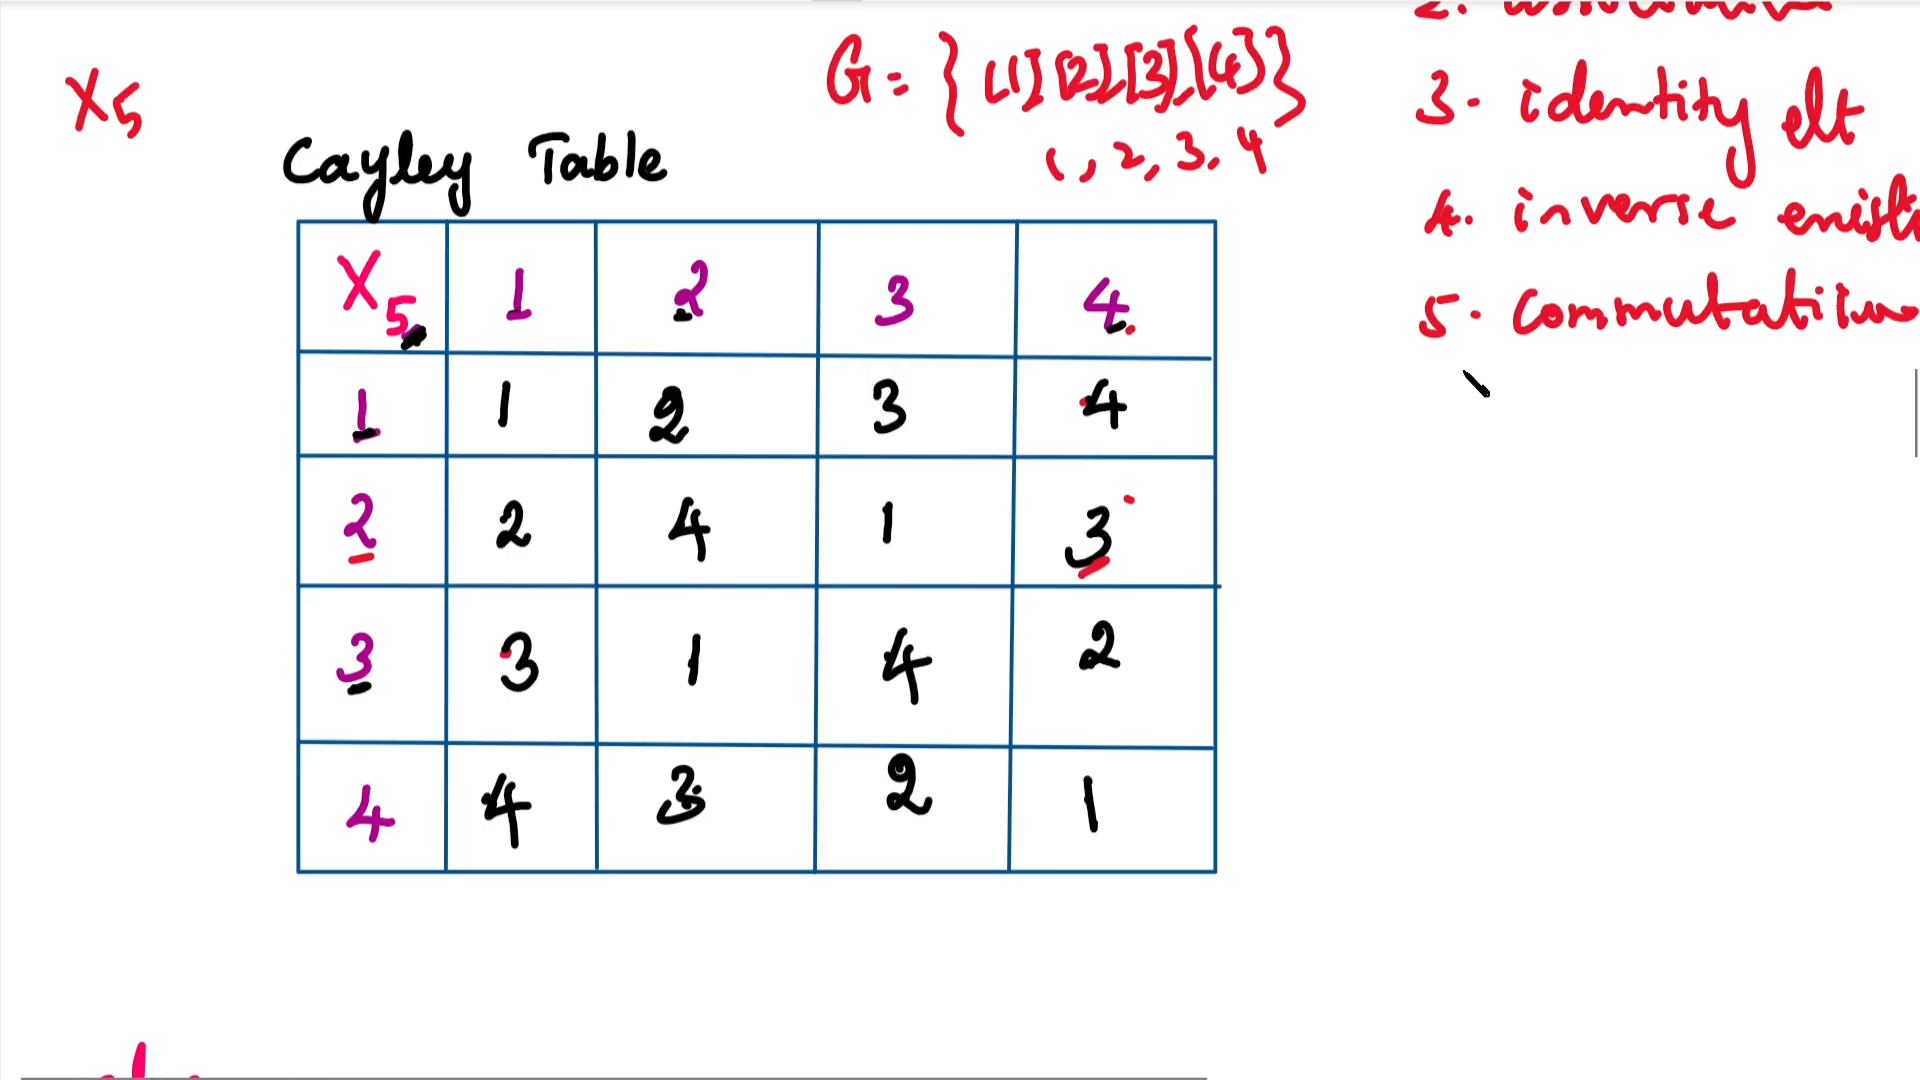 X5
G = { [1] [2], [3], [4] }
1, 2, 3, 4
Cayley Table
X5 1 2 3 4
1 1 2 3 4
2 2 4 1 3
3 3 1 4 2
4 4 3 2 1
3. identity elt
4. inverse exists
5. Commutative